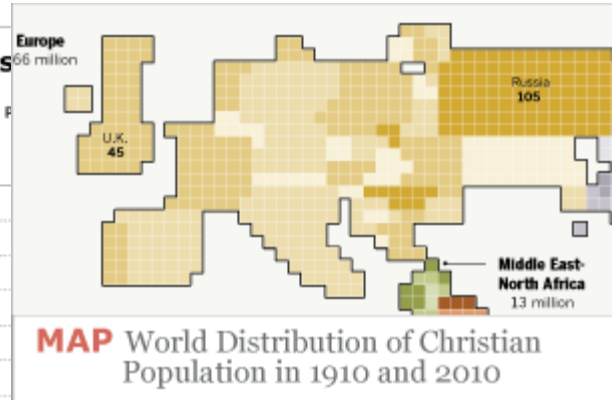 Europe
66 million
Russia
105
U.K.
45
Middle East-
North Africa
13 million
MAP World Distribution of Christian
Population in 1910 and 2010